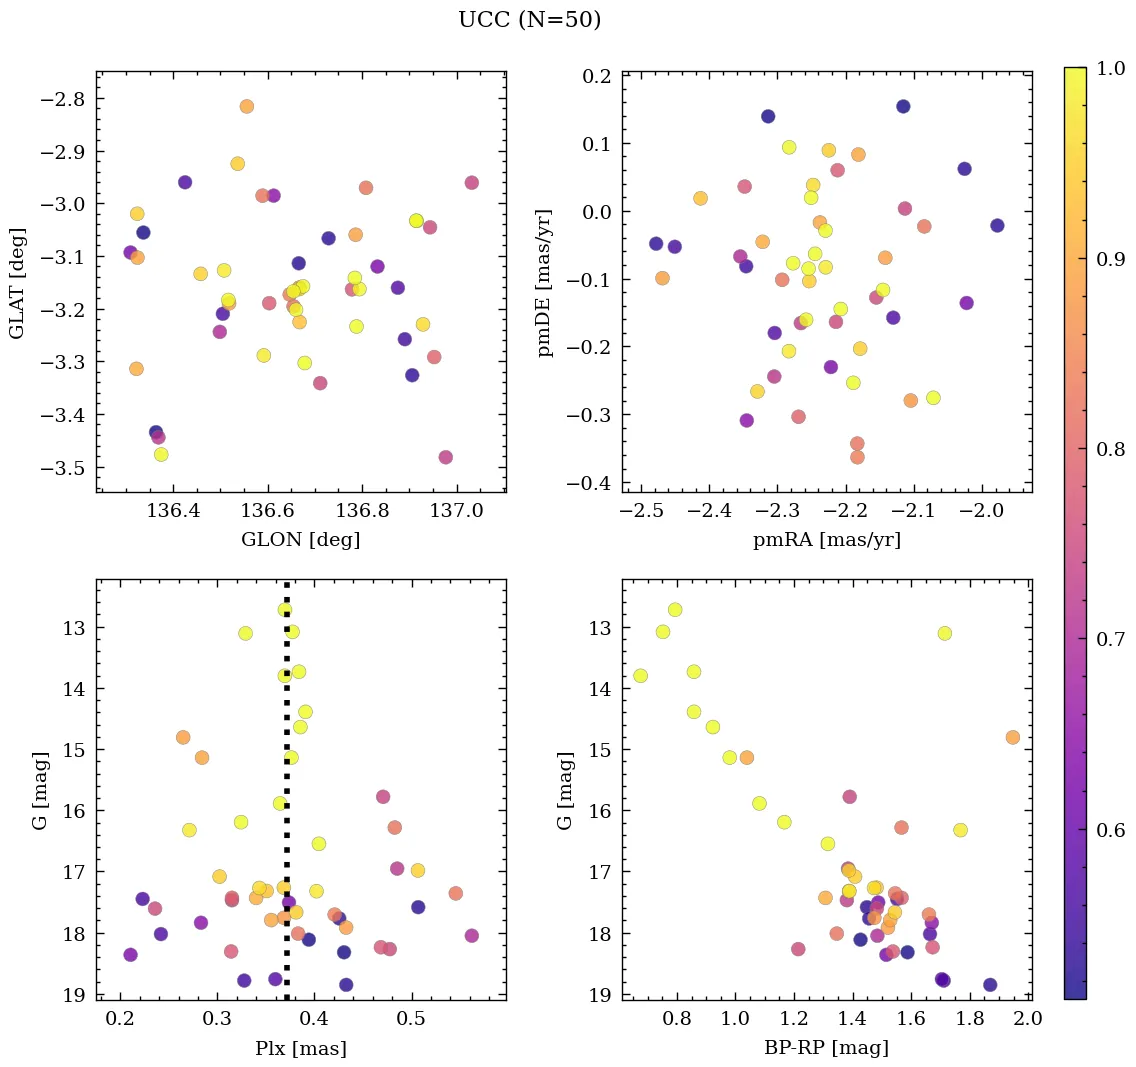 UCC (N=50)
−2.8
−2.9
−3.0
−3.1
−3.2
−3.3
−3.4
−3.5
GLAT [deg]
136.4 136.6 136.8 137.0
GLON [deg]
0.2
0.1
0.0
−0.1
−0.2
−0.3
−0.4
pmDE [mas/yr]
−2.5 −2.4 −2.3 −2.2 −2.1 −2.0
pmRA [mas/yr]
13
14
15
16
17
18
19
G [mag]
0.2 0.3 0.4 0.5
Plx [mas]
13
14
15
16
17
18
19
G [mag]
0.8 1.0 1.2 1.4 1.6 1.8 2.0
BP-RP [mag]
1.0
0.9
0.8
0.7
0.6